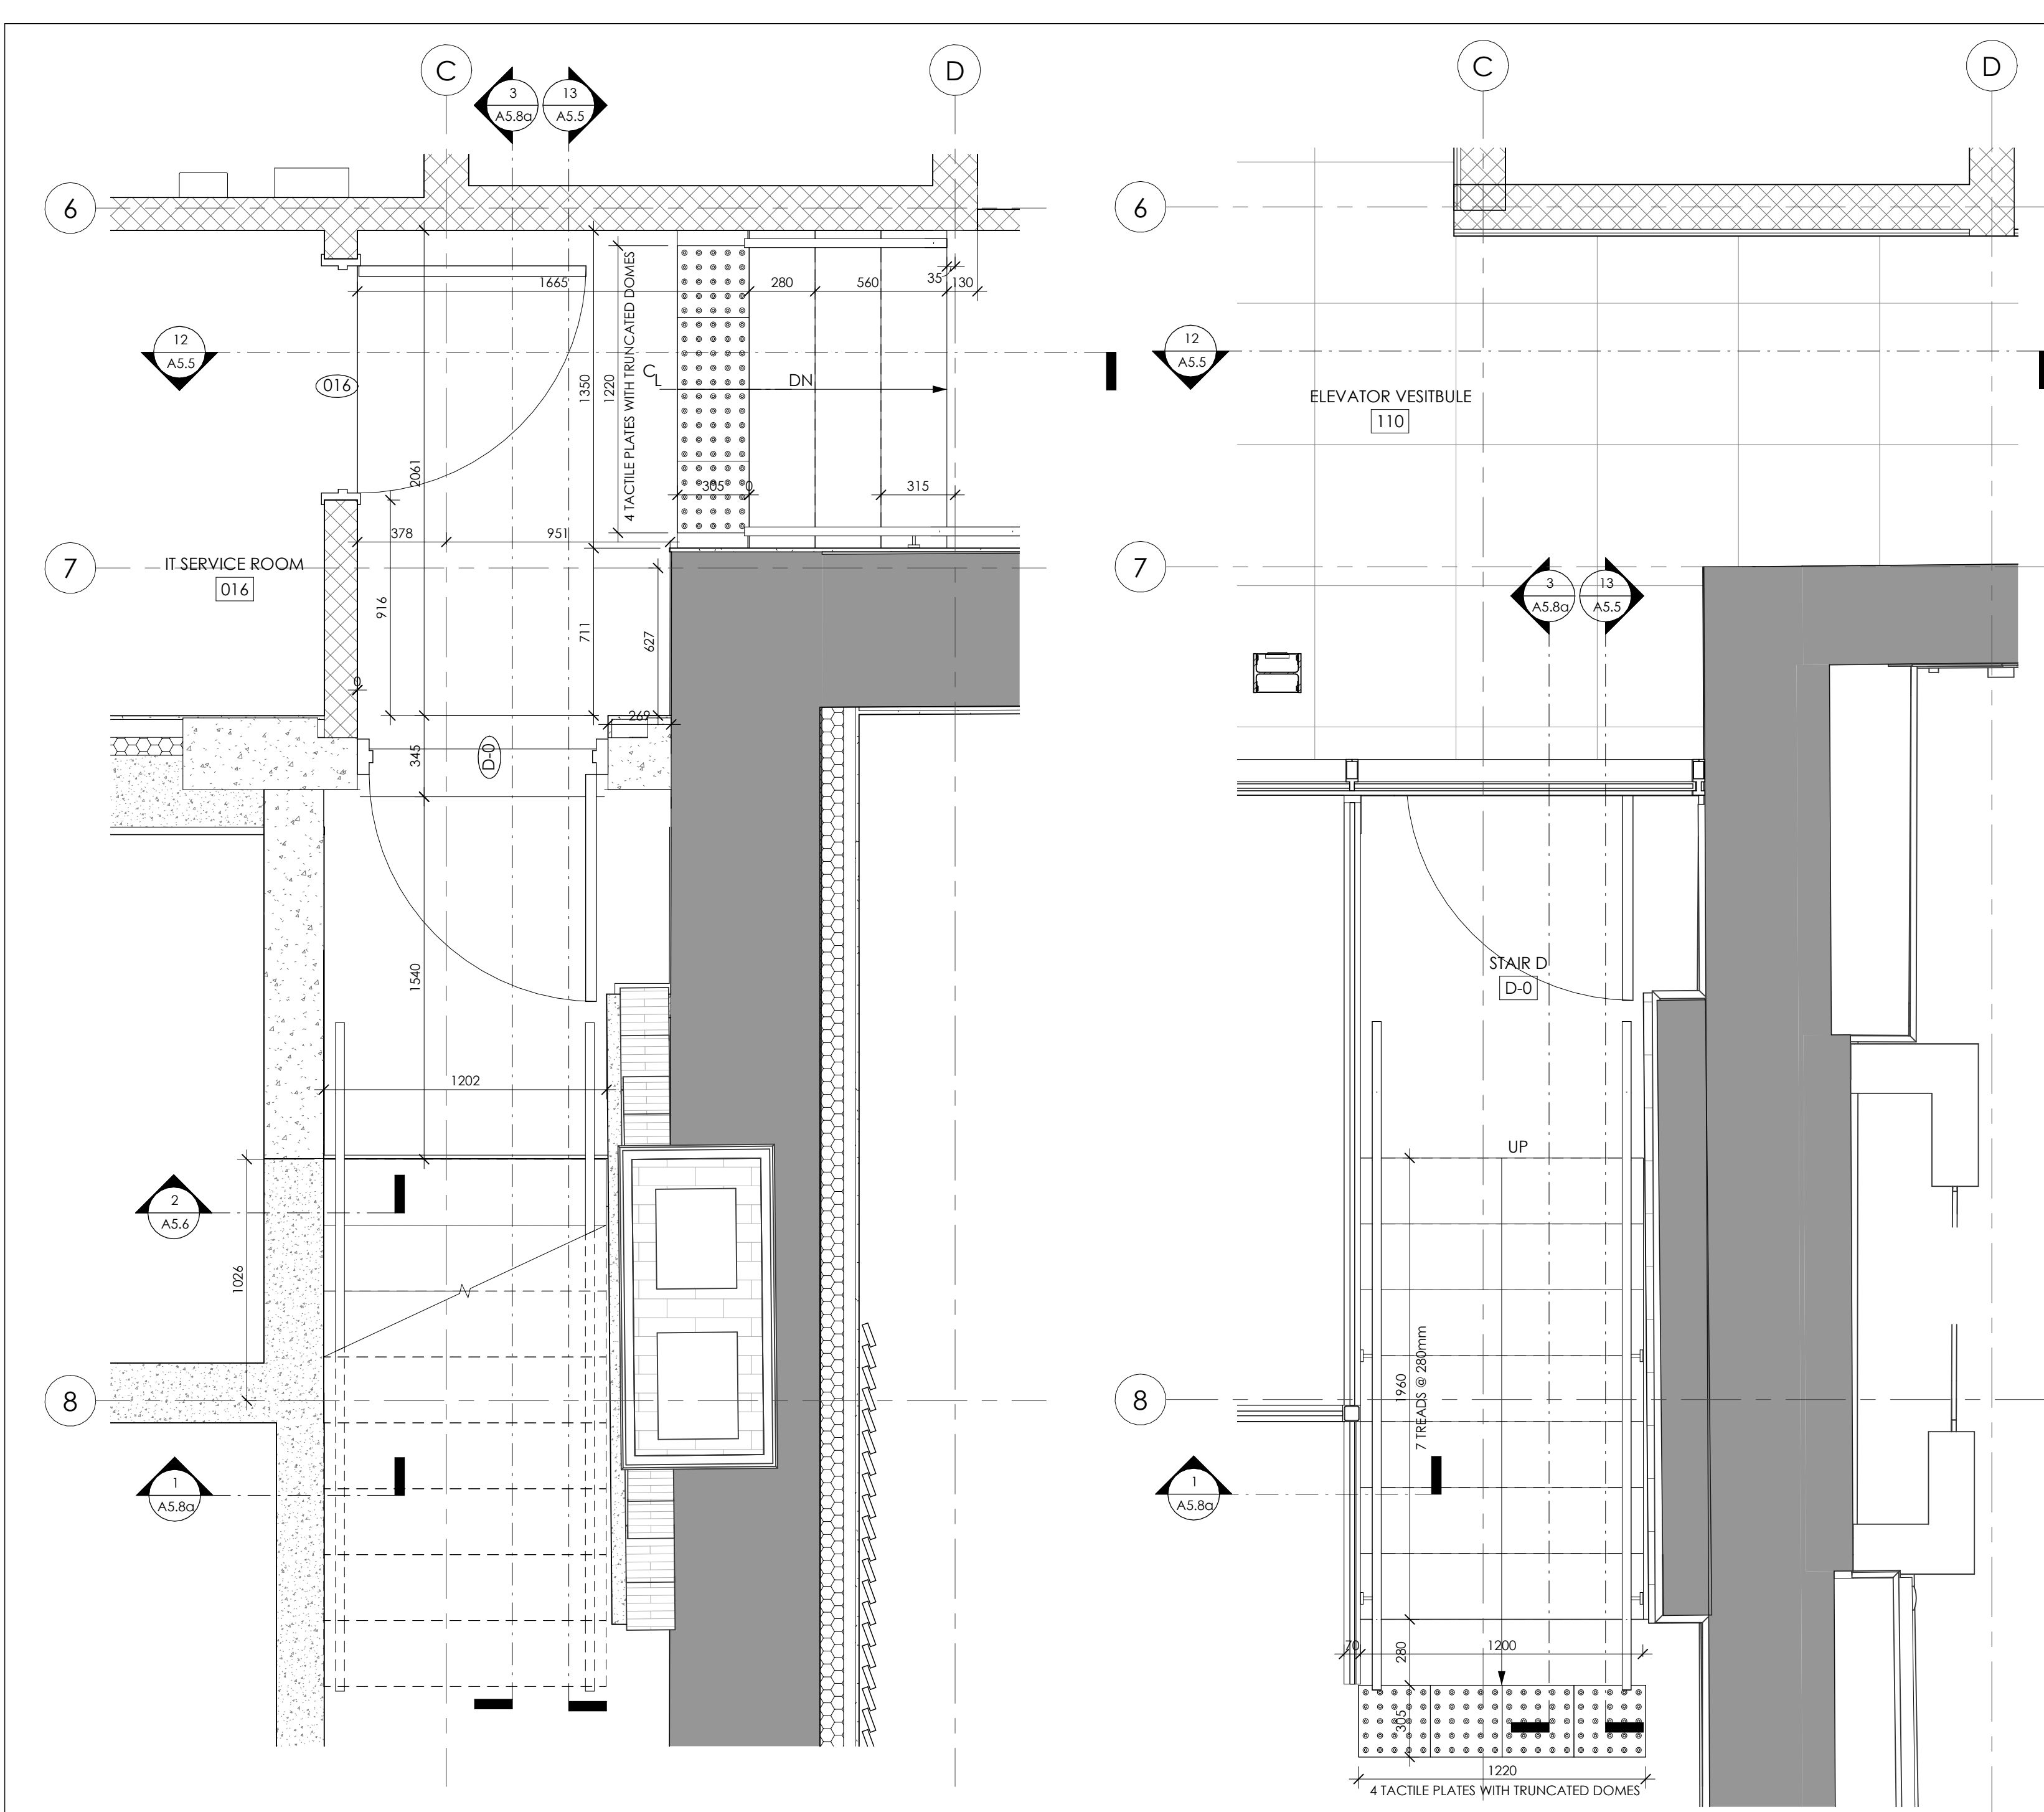 C
D
3
A5.8a
13
A5.5
6
1665
280
560
35
130
4 TACTILE PLATES WITH TRUNCATED DOMES
12
A5.5
016
1350
1220
CL
DN
2061
305
0
315
378
951
7
IT SERVICE ROOM
016
916
711
627
0
269
345
D-0
1540
1202
2
A5.6
1026
8
1
A5.8a
C
D
6
12
A5.5
ELEVATOR VESITBULE
110
7
3
A5.8a
13
A5.5
STAIR D
D-0
UP
1960
7 TREADS @ 280mm
8
1
A5.8a
70
280
1200
305
1220
4 TACTILE PLATES WITH TRUNCATED DOMES